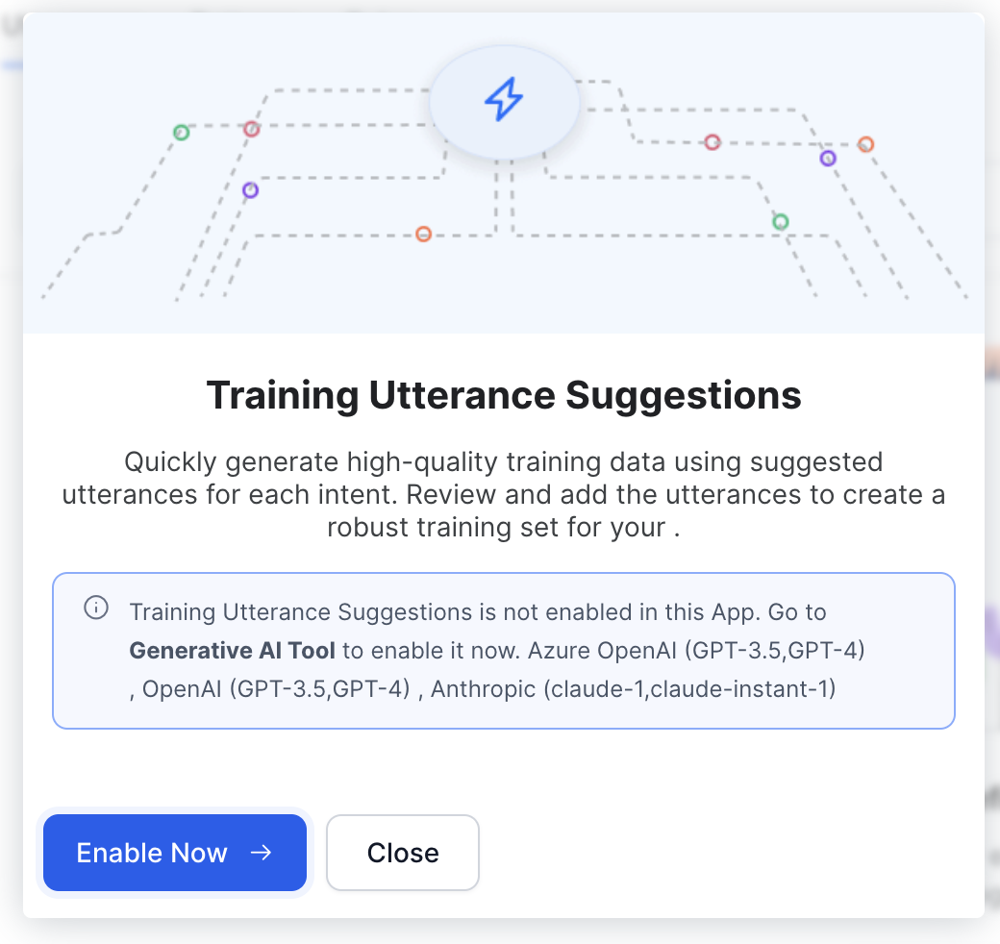 Training Utterance Suggestions
Quickly generate high-quality training data using suggested
utterances for each intent. Review and add the utterances to create a
robust training set for your .
Training Utterance Suggestions is not enabled in this App. Go to
Generative AI Tool to enable it now. Azure OpenAI (GPT-3.5,GPT-4)
, OpenAI (GPT-3.5,GPT-4) , Anthropic (claude-1,claude-instant-1)
Enable Now →
Close